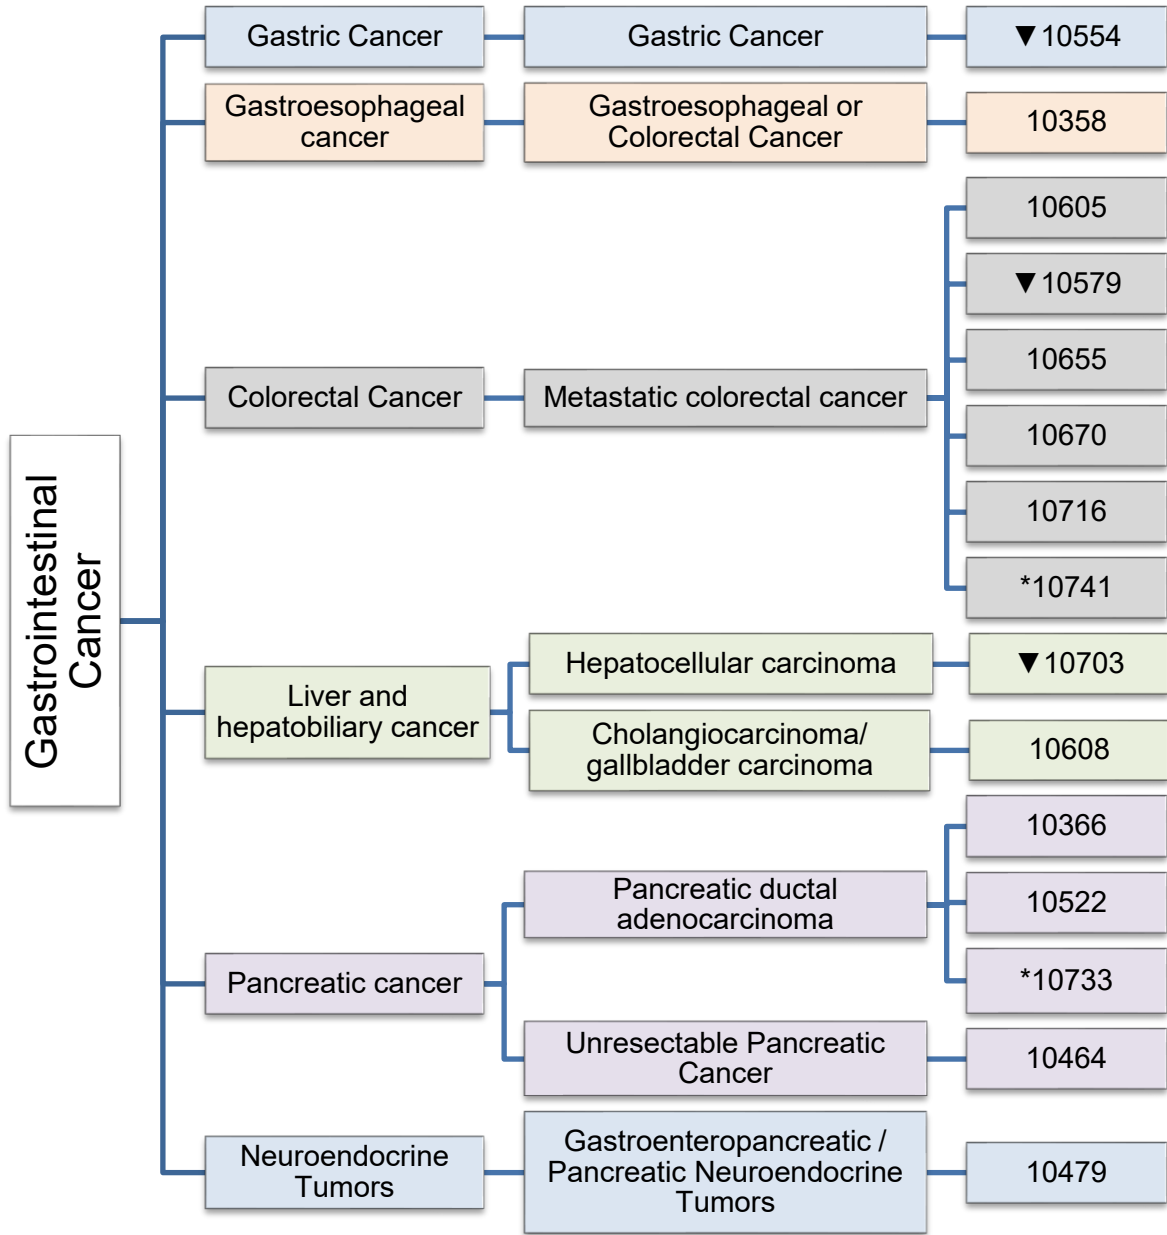 Gastrointestinal
Cancer
Gastric Cancer
Gastric Cancer
▼10554
Gastroesophageal
cancer
Gastroesophageal or
Colorectal Cancer
10358
Colorectal Cancer
Metastatic colorectal cancer
10605
▼10579
10655
10670
10716
*10741
Liver and
hepatobiliary cancer
Hepatocellular carcinoma
▼10703
Cholangiocarcinoma/
gallbladder carcinoma
10608
Pancreatic cancer
Pancreatic ductal
adenocarcinoma
10366
10522
*10733
Unresectable Pancreatic
Cancer
10464
Neuroendocrine
Tumors
Gastroenteropancreatic /
Pancreatic Neuroendocrine
Tumors
10479